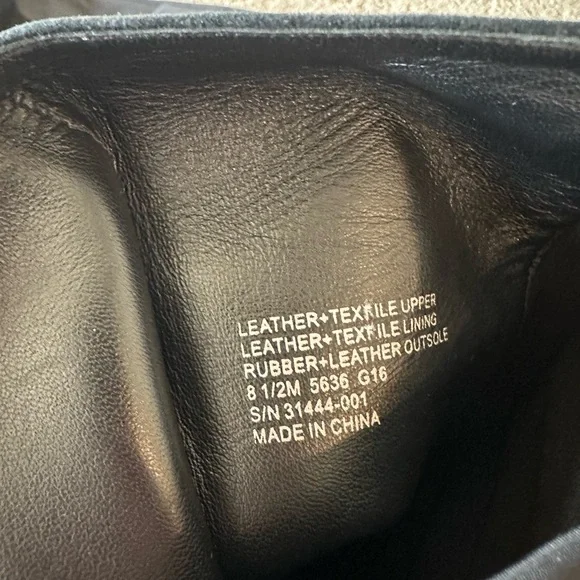 LEATHER+TEXTILE UPPER
LEATHER+TEXTILE LINING
RUBBER+LEATHER OUTSOLE
8 1/2M 5636 G16
S/N 31444-001
MADE IN CHINA